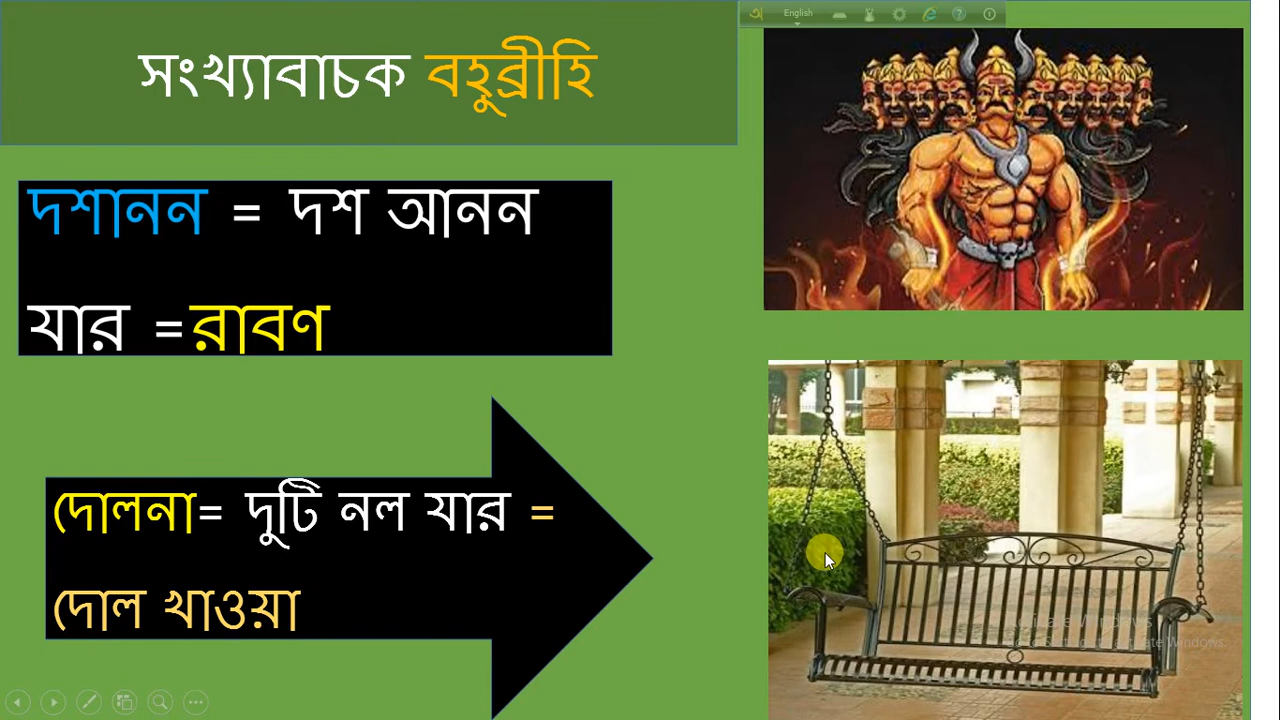 অ English
সংখ্যাবাচক বহুব্রীহি
দশানন = দশ আনন
যার =রাবণ
দোলনা= দুটি নল যার =
দোল খাওয়া